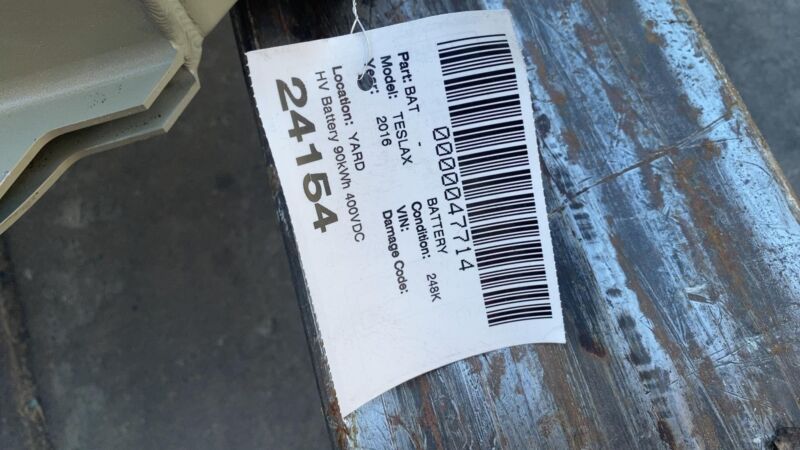 0000047714
Part: BAT - BATTERY
Model: TESLAX Condition: 248K
Year: 2016 VIN:
Damage Code:
Location: YARD
HV Battery 90kWh 400VDC
24154